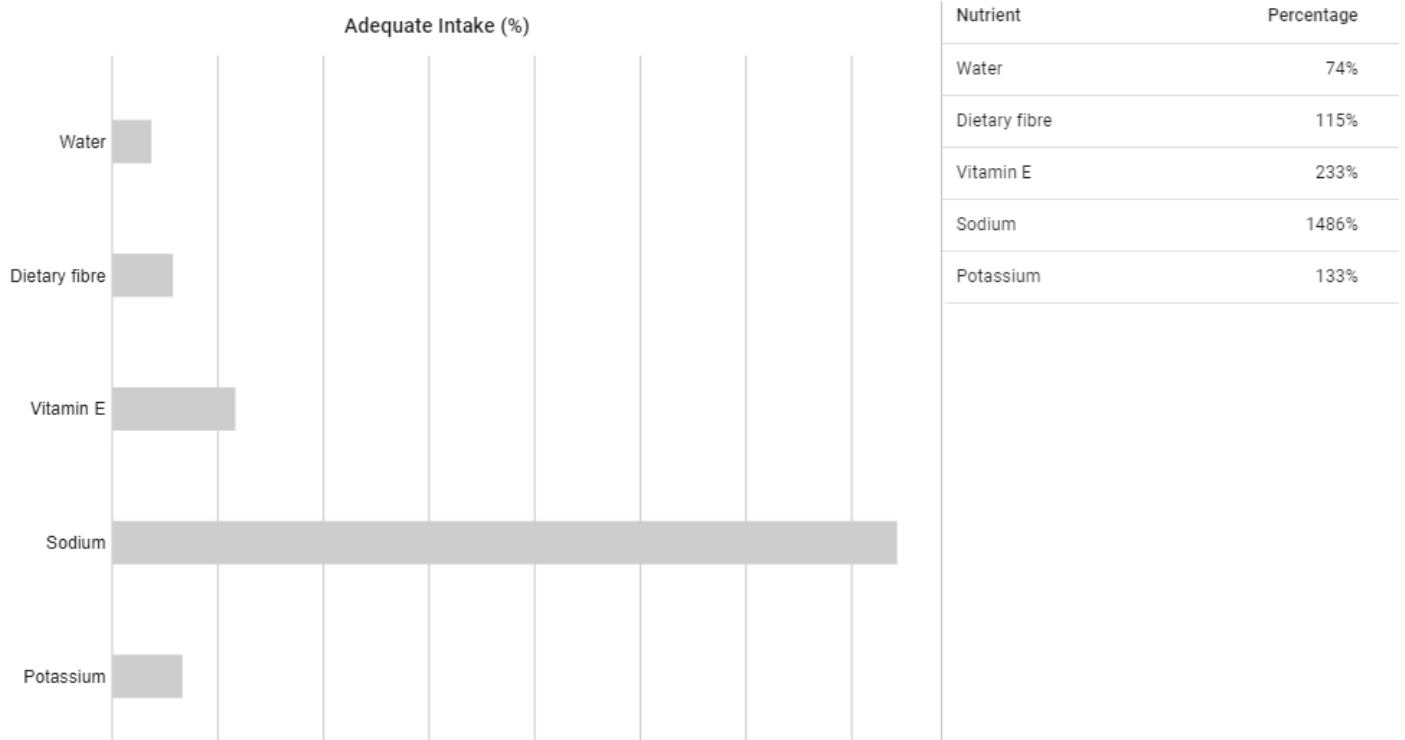 Adequate Intake (%)
Water
Dietary fibre
Vitamin E
Sodium
Potassium
Nutrient Percentage
Water 74%
Dietary fibre 115%
Vitamin E 233%
Sodium 1486%
Potassium 133%